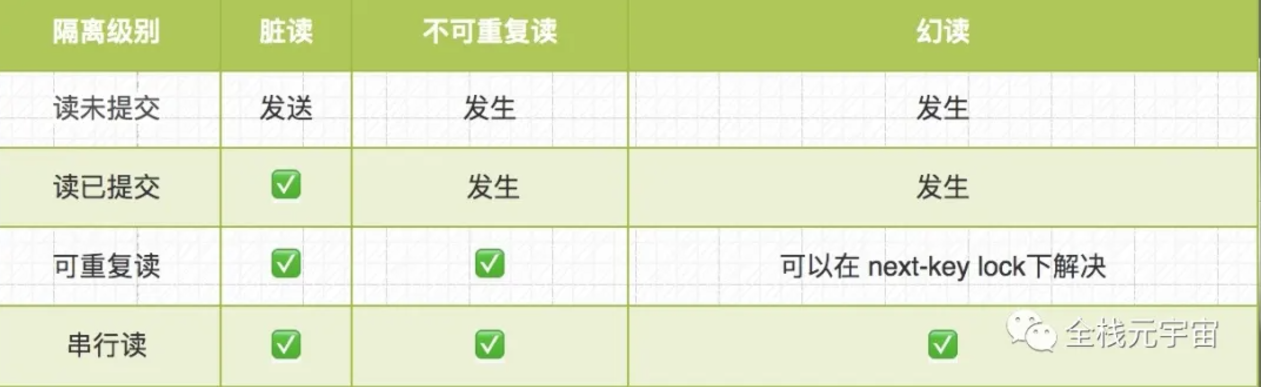 隔离级别 脏读 不可重复读 幻读
读未提交 发送 发生 发生
读已提交 ✅ 发生 发生
可重复读 ✅ ✅ 可以在 next-key lock下解决
串行读 ✅ ✅ ✅
全栈元宇宙